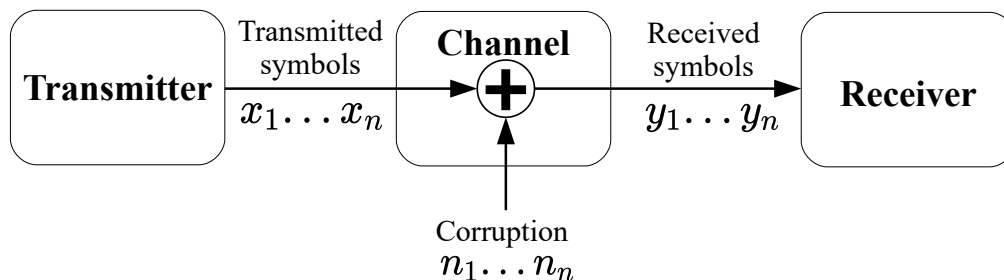 Transmitter
Transmitted
symbols
x₁...xₙ
Channel
+
Corruption
n₁...nₙ
Received
symbols
y₁...yₙ
Receiver